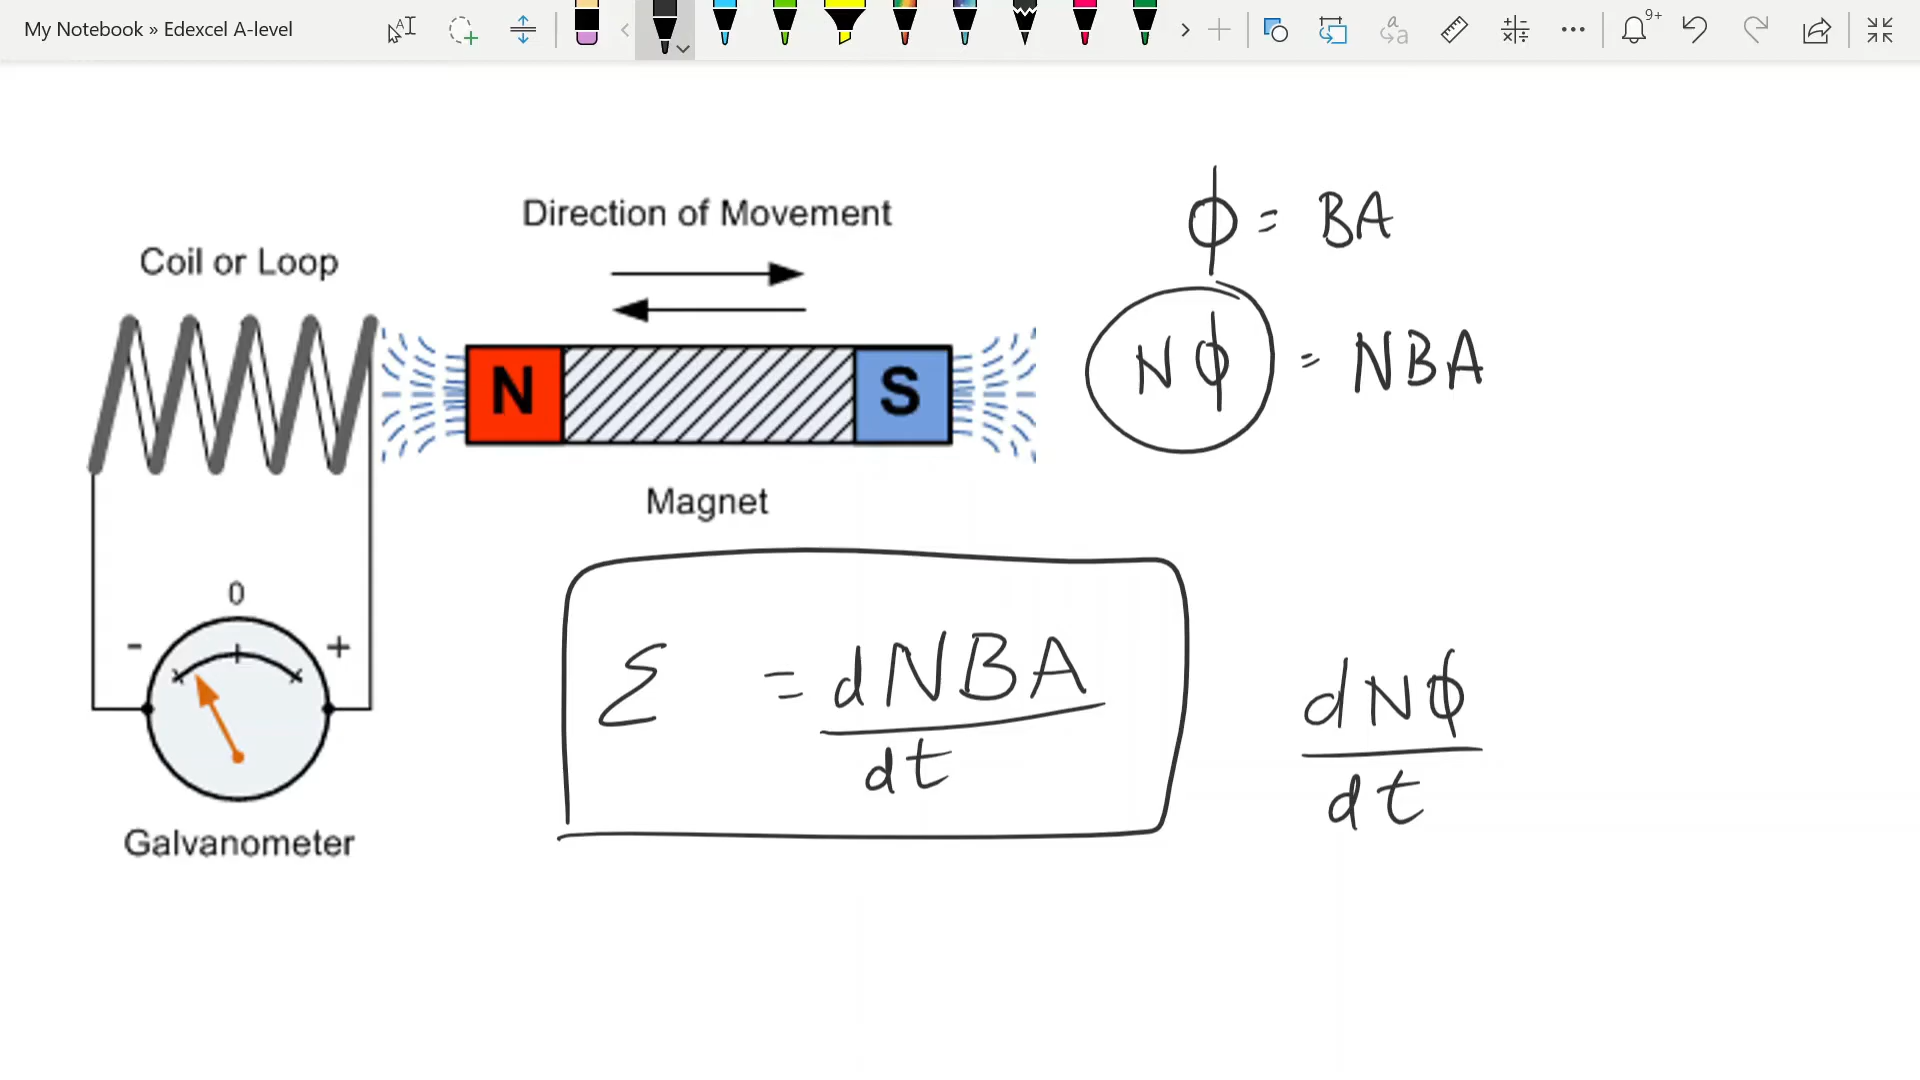 My Notebook » Edexcel A-level
9+
Direction of Movement
Coil or Loop
N
S
Magnet
0
- +
Galvanometer
ϕ = BA
Nϕ = NBA
Ɛ = dNBA
dt
dNϕ
dt